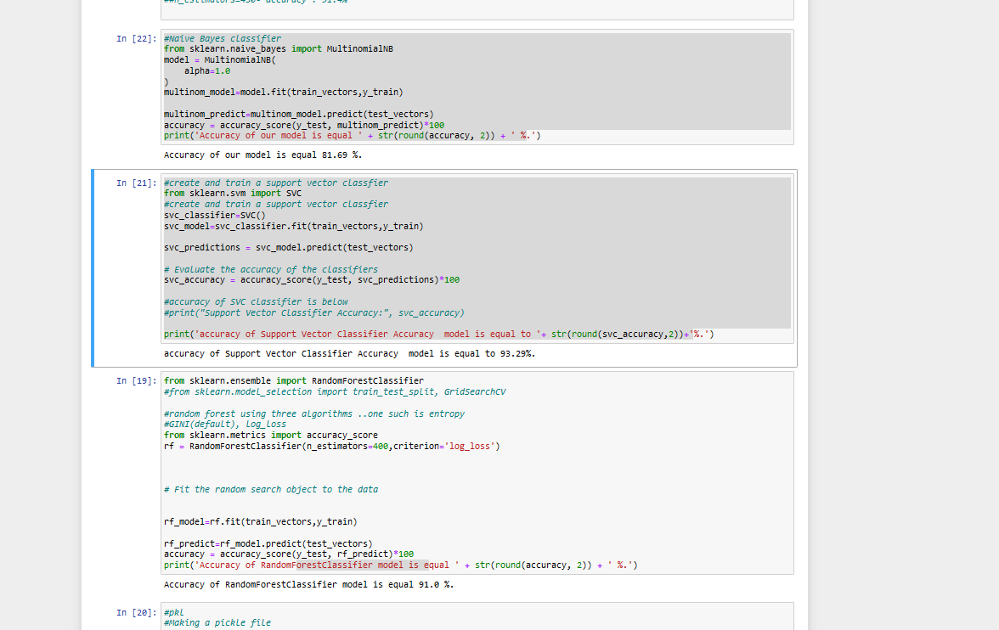 ##n_estimators=450- accuracy : 91.4%
In [22]: #Naive Bayes classifier
from sklearn.naive_bayes import MultinomialNB
model = MultinomialNB(
    alpha=1.0
)
multinom_model=model.fit(train_vectors,y_train)
multinom_predict=multinom_model.predict(test_vectors)
accuracy = accuracy_score(y_test, multinom_predict)*100
print('Accuracy of our model is equal ' + str(round(accuracy, 2)) + ' %.')
Accuracy of our model is equal 81.69 %.
In [21]: #create and train a support vector classfier
from sklearn.svm import SVC
#create and train a support vector classfier
svc_classifier=SVC()
svc_model=svc_classifier.fit(train_vectors,y_train)
svc_predictions = svc_model.predict(test_vectors)
# Evaluate the accuracy of the classifiers
svc_accuracy = accuracy_score(y_test, svc_predictions)*100
#accuracy of SVC classifier is below
#print("Support Vector Classifier Accuracy:", svc_accuracy)
print('accuracy of Support Vector Classifier Accuracy  model is equal to '+ str(round(svc_accuracy,2))+'%.')
accuracy of Support Vector Classifier Accuracy  model is equal to 93.29%.
In [19]: from sklearn.ensemble import RandomForestClassifier
#from sklearn.model_selection import train_test_split, GridSearchCV
#random forest using three algorithms ..one such is entropy
#GINI(default), log_loss
from sklearn.metrics import accuracy_score
rf = RandomForestClassifier(n_estimators=400,criterion='log_loss')
# Fit the random search object to the data
rf_model=rf.fit(train_vectors,y_train)
rf_predict=rf_model.predict(test_vectors)
accuracy = accuracy_score(y_test, rf_predict)*100
print('Accuracy of RandomForestClassifier model is equal ' + str(round(accuracy, 2)) + ' %.')
Accuracy of RandomForestClassifier model is equal 91.0 %.
In [20]: #pkl
#Making a pickle file